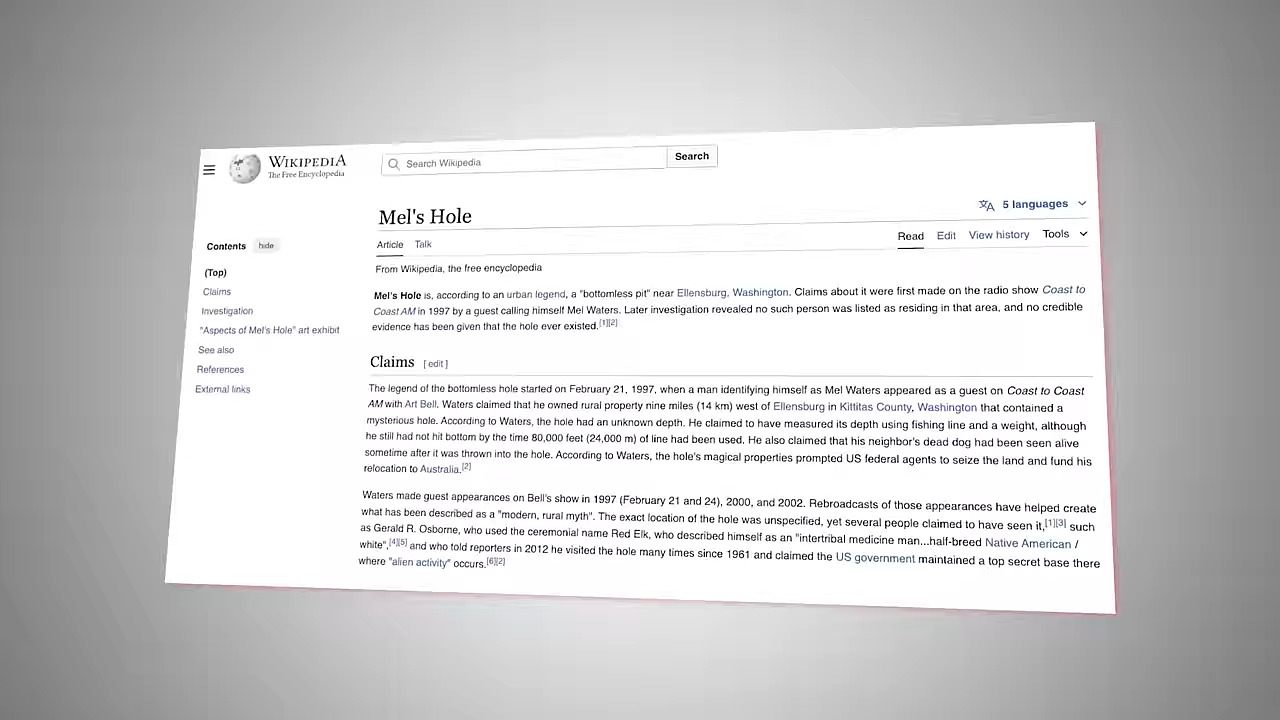 WIKIPEDIA
The Free Encyclopedia
Search Wikipedia
Search
Mel's Hole
5 languages
Contents hide
Article Talk
Read Edit View history Tools
(Top)
Claims
Investigation
"Aspects of Mel's Hole" art exhibit
See also
References
External links
From Wikipedia, the free encyclopedia
Mel's Hole is, according to an urban legend, a "bottomless pit" near Ellensburg, Washington. Claims about it were first made on the radio show Coast to
Coast AM in 1997 by a guest calling himself Mel Waters. Later investigation revealed no such person was listed as residing in that area, and no credible
evidence has been given that the hole ever existed.[1][2]
Claims [ edit ]
The legend of the bottomless hole started on February 21, 1997, when a man identifying himself as Mel Waters appeared as a guest on Coast to Coast
AM with Art Bell. Waters claimed that he owned rural property nine miles (14 km) west of Ellensburg in Kittitas County, Washington that contained a
mysterious hole. According to Waters, the hole had an unknown depth. He claimed to have measured its depth using fishing line and a weight, although
he still had not hit bottom by the time 80,000 feet (24,000 m) of line had been used. He also claimed that his neighbor's dead dog had been seen alive
sometime after it was thrown into the hole. According to Waters, the hole's magical properties prompted US federal agents to seize the land and fund his
relocation to Australia.[2]
Waters made guest appearances on Bell's show in 1997 (February 21 and 24), 2000, and 2002. Rebroadcasts of those appearances have helped create
what has been described as a "modern, rural myth". The exact location of the hole was unspecified, yet several people claimed to have seen it,[1][3] such
as Gerald R. Osborne, who used the ceremonial name Red Elk, who described himself as an "intertribal medicine man...half-breed Native American /
white",[4][5] and who told reporters in 2012 he visited the hole many times since 1961 and claimed the US government maintained a top secret base there
where "alien activity" occurs.[6][2]